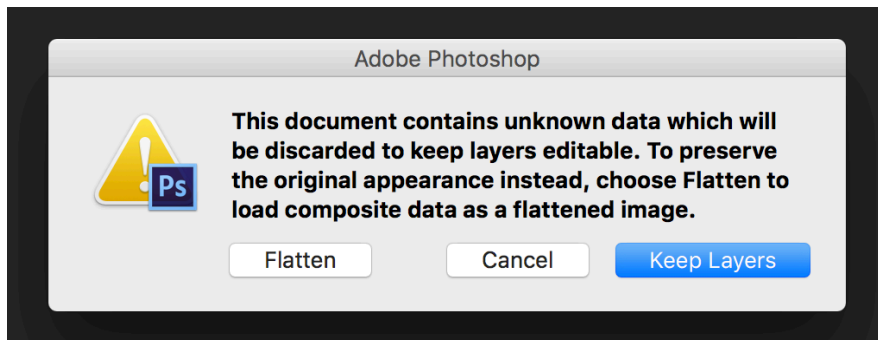 Adobe Photoshop
This document contains unknown data which will
be discarded to keep layers editable. To preserve
the original appearance instead, choose Flatten to
load composite data as a flattened image.
Ps
Flatten Cancel Keep Layers